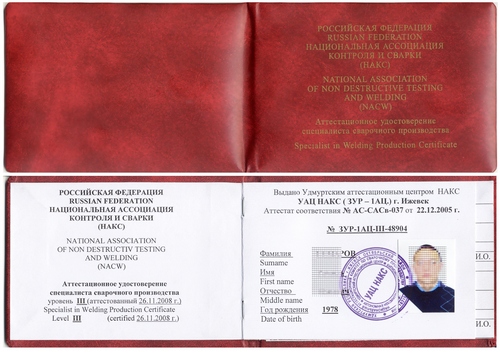 РОССИЙСКАЯ ФЕДЕРАЦИЯ
RUSSIAN FEDERATION
НАЦИОНАЛЬНАЯ АССОЦИАЦИЯ
КОНТРОЛЯ И СВАРКИ
(НАКС)
NATIONAL ASSOCIATION
OF NON DESTRUCTIVE TESTING
AND WELDING
(NACW)
Аттестационное удостоверение
специалиста сварочного производства
Specialist in Welding Production Certificate
РОССИЙСКАЯ ФЕДЕРАЦИЯ
RUSSIAN FEDERATION
НАЦИОНАЛЬНАЯ АССОЦИАЦИЯ
КОНТРОЛЯ И СВАРКИ
(НАКС)
NATIONAL ASSOCIATION
OF NON DESTRUCTIV TESTING
AND WELDING
(NACW)
Аттестационное удостоверение
специалиста сварочного производства
уровень III (аттестованный 26.11.2008 г.)
Specialist in Welding Production Certificate
Level III (certified 26.11.2008 г.)
Выдано Удмуртским аттестационным центром НАКС
УАЦ НАКС ( ЗУР – 1АЦ.) г. Ижевск
Аттестат соответствия № АС-САСв-037 от 22.12.2005 г.
№ ЗУР-1АЦ-III-48904
Фамилия РОВ
Surname
Имя
First name
Отчество
Middle name
Год рождения 1978
Date of birth
УАЦ НАКС
И.О.
И.О.